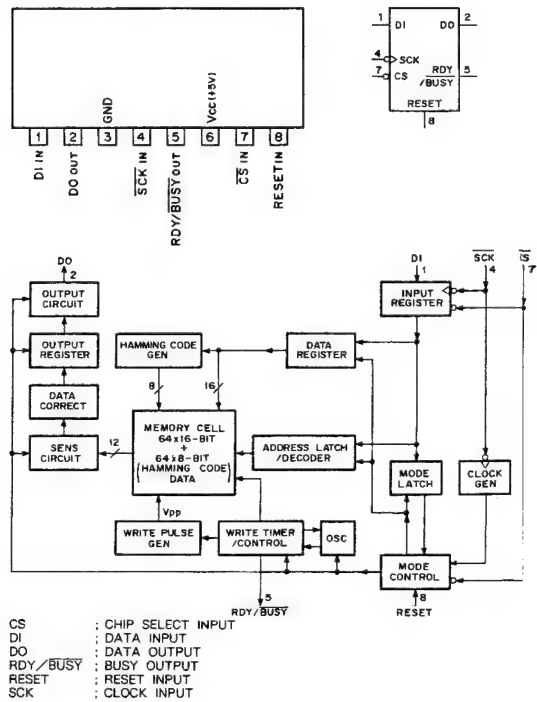 GND
Vcc(+5V)
1 2 3 4 5 6 7 8
DI IN
DO OUT
SCK IN
RDY/BUSY OUT
CS IN
RESET IN
1 DI DO 2
4 SCK
7 CS RDY/BUSY 5
RESET
8
DO
2
OUTPUT CIRCUIT
OUTPUT REGISTER
DATA CORRECT
SENS CIRCUIT
12
HAMMING CODE GEN
8
16
DATA REGISTER
MEMORY CELL
64x16-BIT
+
64x8-BIT
(HAMMING CODE DATA)
ADDRESS LATCH /DECODER
Vpp
WRITE PULSE GEN
WRITE TIMER /CONTROL
OSC
5
RDY/BUSY
DI
1
SCK
4
CS
7
INPUT REGISTER
MODE LATCH
CLOCK GEN
MODE CONTROL
8
RESET
CS : CHIP SELECT INPUT
DI : DATA INPUT
DO : DATA OUTPUT
RDY/BUSY : BUSY OUTPUT
RESET : RESET INPUT
SCK : CLOCK INPUT